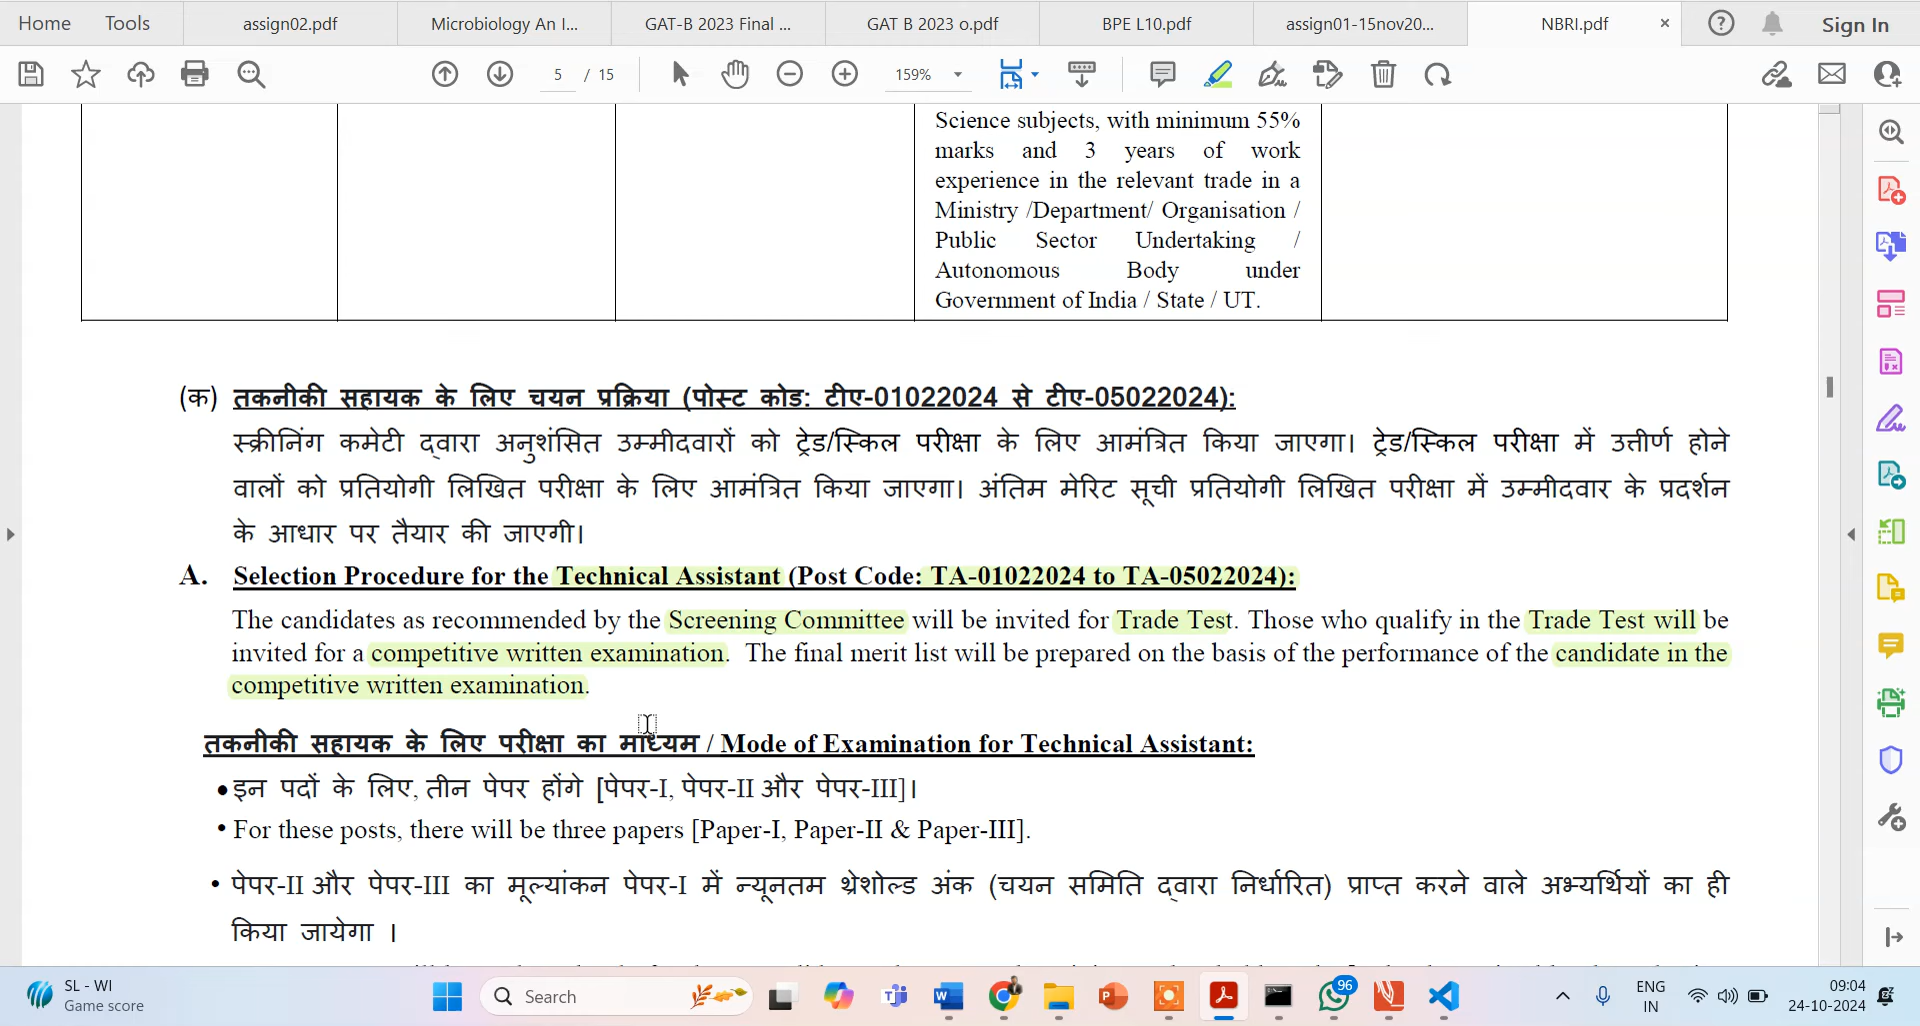 Home Tools assign02.pdf Microbiology An I... GAT-B 2023 Final ... GAT B 2023 o.pdf BPE L10.pdf assign01-15nov20... NBRI.pdf × Sign In
5 / 15 159%
Science subjects, with minimum 55%
marks and 3 years of work
experience in the relevant trade in a
Ministry /Department/ Organisation /
Public Sector Undertaking /
Autonomous Body under
Government of India / State / UT.
(क) तकनीकी सहायक के लिए चयन प्रक्रिया (पोस्ट कोड: टीए-01022024 से टीए-05022024):
स्क्रीनिंग कमेटी द्वारा अनुशंसित उम्मीदवारों को ट्रेड/स्किल परीक्षा के लिए आमंत्रित किया जाएगा। ट्रेड/स्किल परीक्षा में उत्तीर्ण होने
वालों को प्रतियोगी लिखित परीक्षा के लिए आमंत्रित किया जाएगा। अंतिम मेरिट सूची प्रतियोगी लिखित परीक्षा में उम्मीदवार के प्रदर्शन
के आधार पर तैयार की जाएगी।
A. Selection Procedure for the Technical Assistant (Post Code: TA-01022024 to TA-05022024):
The candidates as recommended by the Screening Committee will be invited for Trade Test. Those who qualify in the Trade Test will be
invited for a competitive written examination. The final merit list will be prepared on the basis of the performance of the candidate in the
competitive written examination.
तकनीकी सहायक के लिए परीक्षा का माध्यम / Mode of Examination for Technical Assistant:
• इन पदों के लिए, तीन पेपर होंगे [पेपर-I, पेपर-II और पेपर-III]।
• For these posts, there will be three papers [Paper-I, Paper-II & Paper-III].
• पेपर-II और पेपर-III का मूल्यांकन पेपर-I में न्यूनतम थ्रेशोल्ड अंक (चयन समिति द्वारा निर्धारित) प्राप्त करने वाले अभ्यर्थियों का ही
किया जायेगा ।
SL - WI
Game score
Search
96
ENG
IN
09:04
24-10-2024